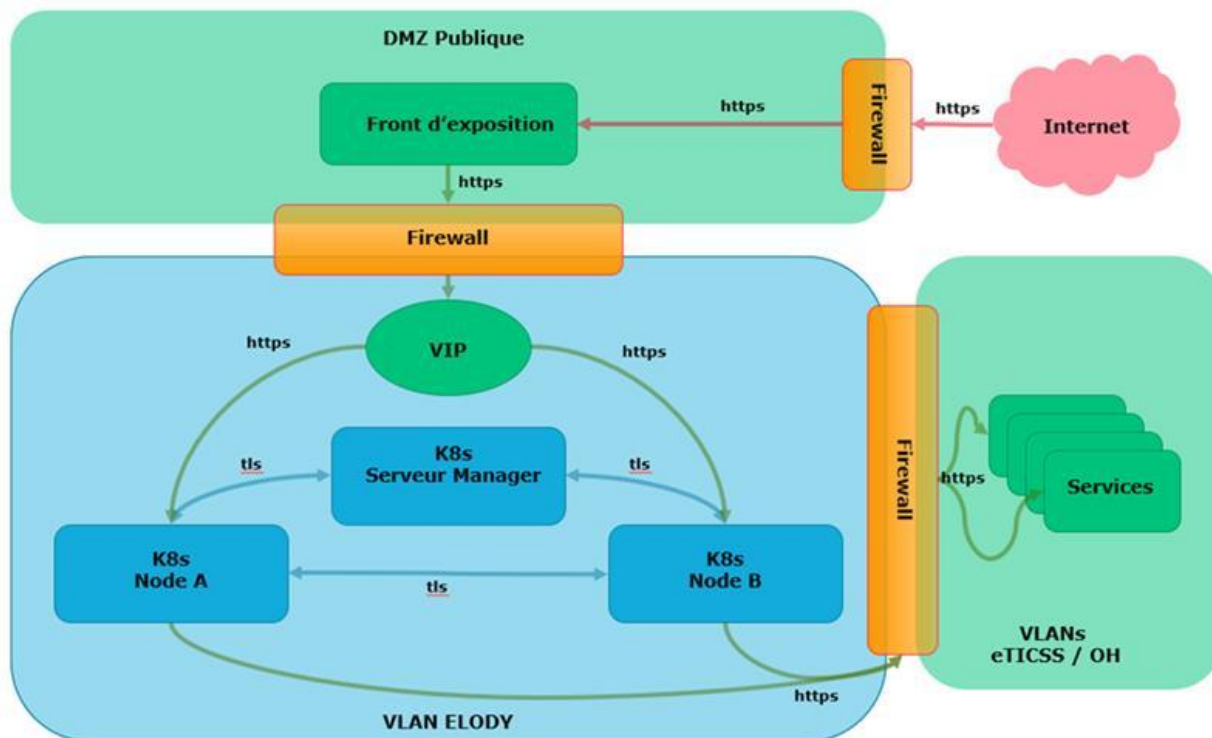 DMZ Publique
Front d'exposition
https
Firewall
https
Internet
https
Firewall
VIP
https
https
K8s
Serveur Manager
tls
tls
K8s
Node A
tls
K8s
Node B
Firewall
https
Services
https
VLANs
eTICSS / OH
VLAN ELODY